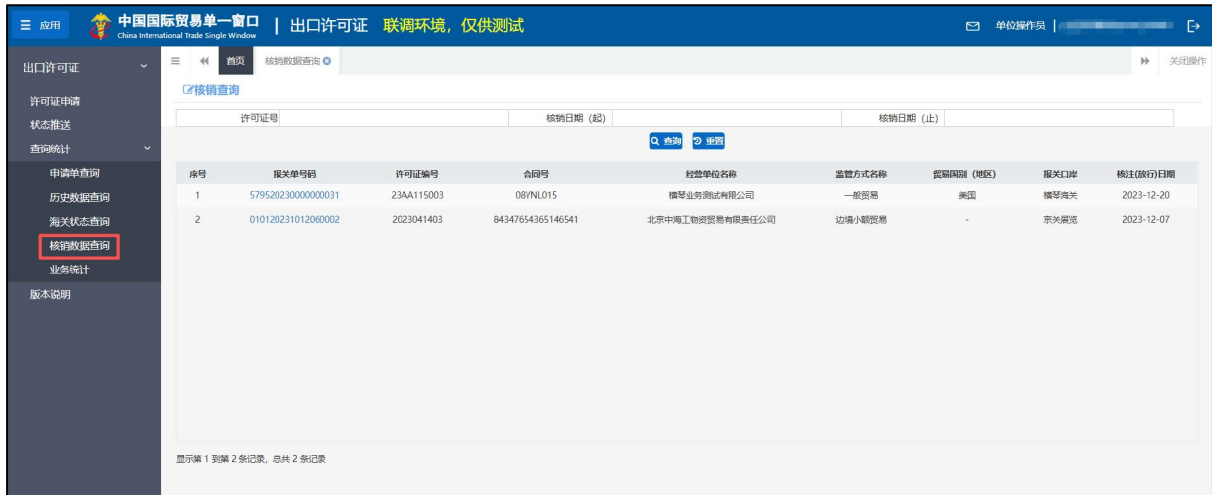 应用 中国国际贸易单一窗口 | 出口许可证 联调环境，仅供测试 单位操作员 |
China International Trade Single Window
出口许可证
许可证申请
状态推送
查询统计
申请单查询
历史数据查询
海关状态查询
核销数据查询
业务统计
版本说明
首页 核销数据查询 关闭操作
核销查询
许可证号 核销日期（起） 核销日期（止）
查询 重置
序号 报关单号码 许可证编号 合同号 经营单位名称 监管方式名称 贸易国别（地区） 报关口岸 核注(放行)日期
1 579520230000000031 23AA115003 08YNL015 横琴业务测试有限公司 一般贸易 美国 横琴海关 2023-12-20
2 010120231012060002 2023041403 84347654365146541 北京中海工物资贸易有限责任公司 边境小额贸易 - 京关展览 2023-12-07
显示第 1 到第 2 条记录，总共 2 条记录